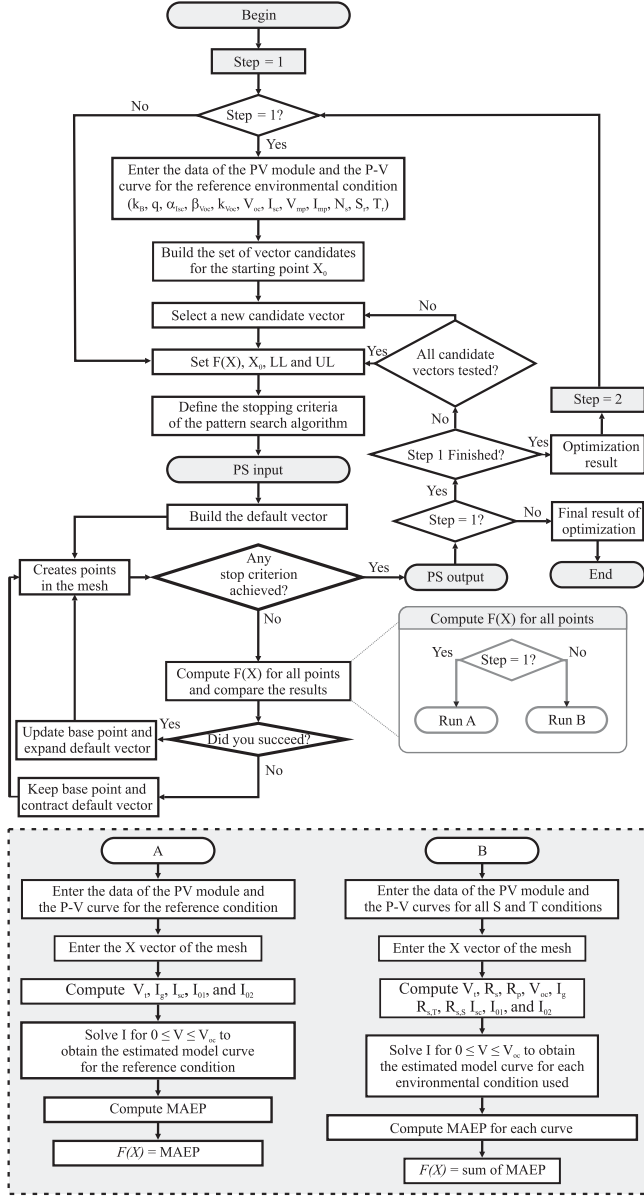 Begin
Step = 1
No
Step = 1?
Yes
Enter the data of the PV module and the P-V
curve for the reference environmental condition
(k_B, q, α_Isc, β_Voc, k_Voc, V_oc, I_sc, V_mp, I_mp, N_s, S_r, T_r)
Build the set of vector candidates
for the starting point X_0
Select a new candidate vector
No
Set F(X), X_0, LL and UL
Yes
All candidate
vectors tested?
Define the stopping criteria
of the pattern search algorithm
No
Step = 2
Step 1 Finished?
Yes
Optimization
result
PS input
Yes
Build the default vector
Step = 1?
No
Final result of
optimization
Creates points
in the mesh
Any
stop criterion
achieved?
Yes
PS output
End
No
Compute F(X) for all points
Yes
Step = 1?
No
Run A
Run B
Compute F(X) for all points
and compare the results
Update base point and
expand default vector
Yes
Did you succeed?
No
Keep base point and
contract default vector
A
Enter the data of the PV module and
the P-V curve for the reference condition
Enter the X vector of the mesh
Compute V_t, I_g, I_sc, I_01, and I_02
Solve I for 0 ≤ V ≤ V_oc to
obtain the estimated model curve
for the reference condition
Compute MAEP
F(X) = MAEP
B
Enter the data of the PV module and
the P-V curves for all S and T conditions
Enter the X vector of the mesh
Compute V_t, R_s, R_p, V_oc, I_g
R_s,T, R_s,S I_sc, I_01, and I_02
Solve I for 0 ≤ V ≤ V_oc to obtain
the estimated model curve for each
environmental condition used
Compute MAEP for each curve
F(X) = sum of MAEP